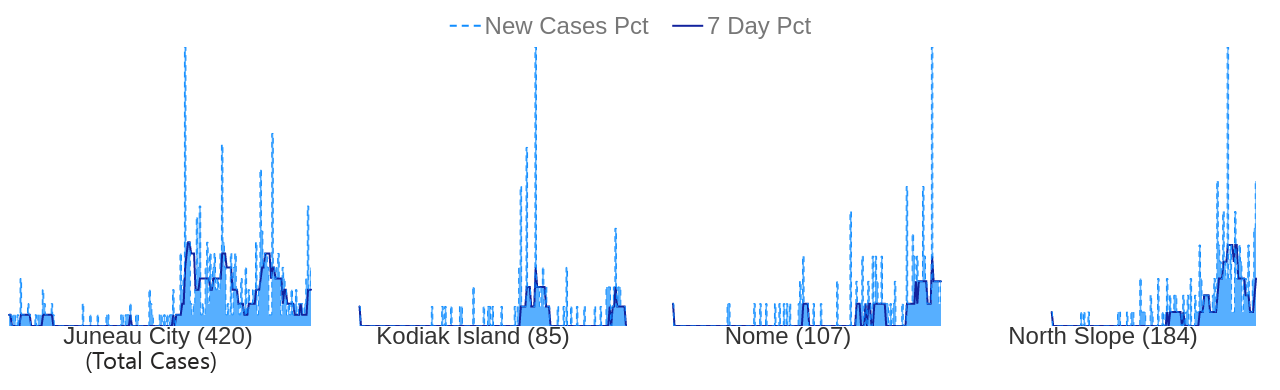 New Cases Pct 7 Day Pct
Juneau City (420) Kodiak Island (85) Nome (107) North Slope (184)
(Total Cases)